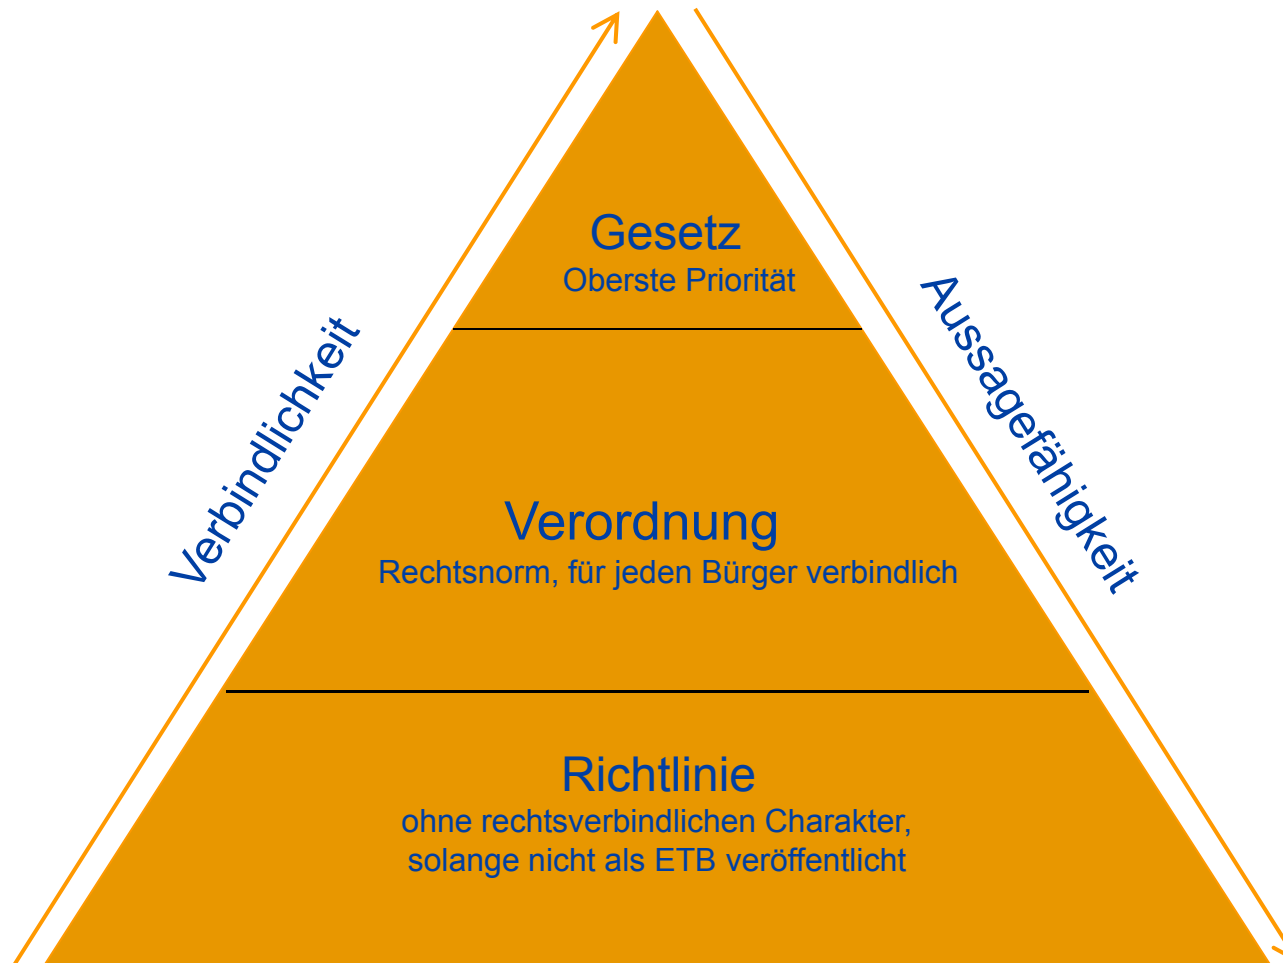 Gesetz
Oberste Priorität
Verbindlichkeit
Aussagefähigkeit
Verordnung
Rechtsnorm, für jeden Bürger verbindlich
Richtlinie
ohne rechtsverbindlichen Charakter,
solange nicht als ETB veröffentlicht